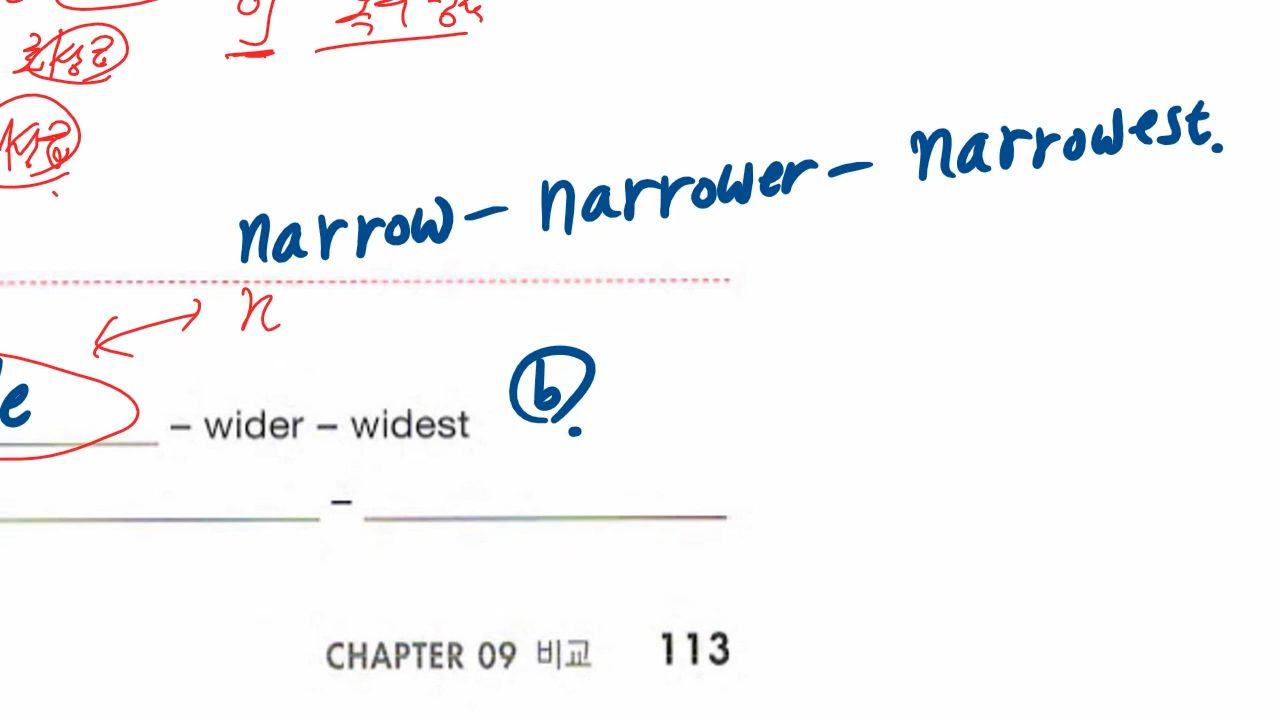 narrow - narrower - narrowest.
n
e - wider - widest b.
-
CHAPTER 09 비교 113